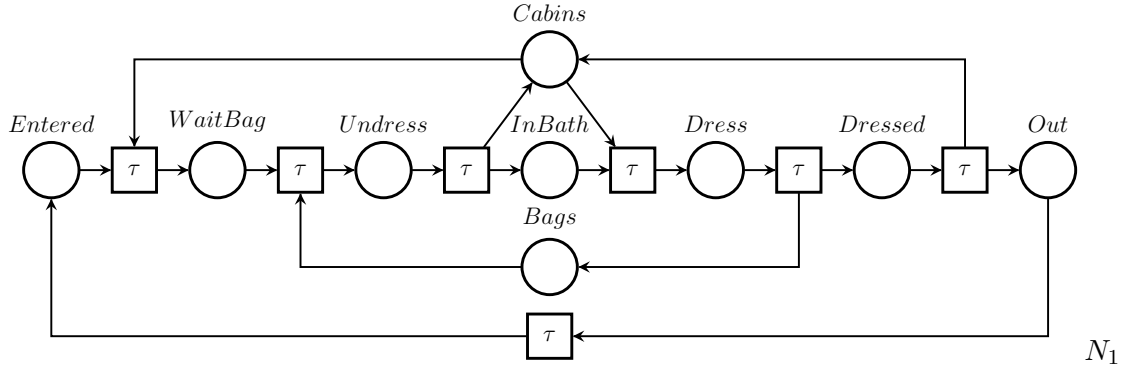 Cabins
Entered WaitBag Undress InBath Dress Dressed Out
τ τ τ τ τ τ
Bags
τ
N₁